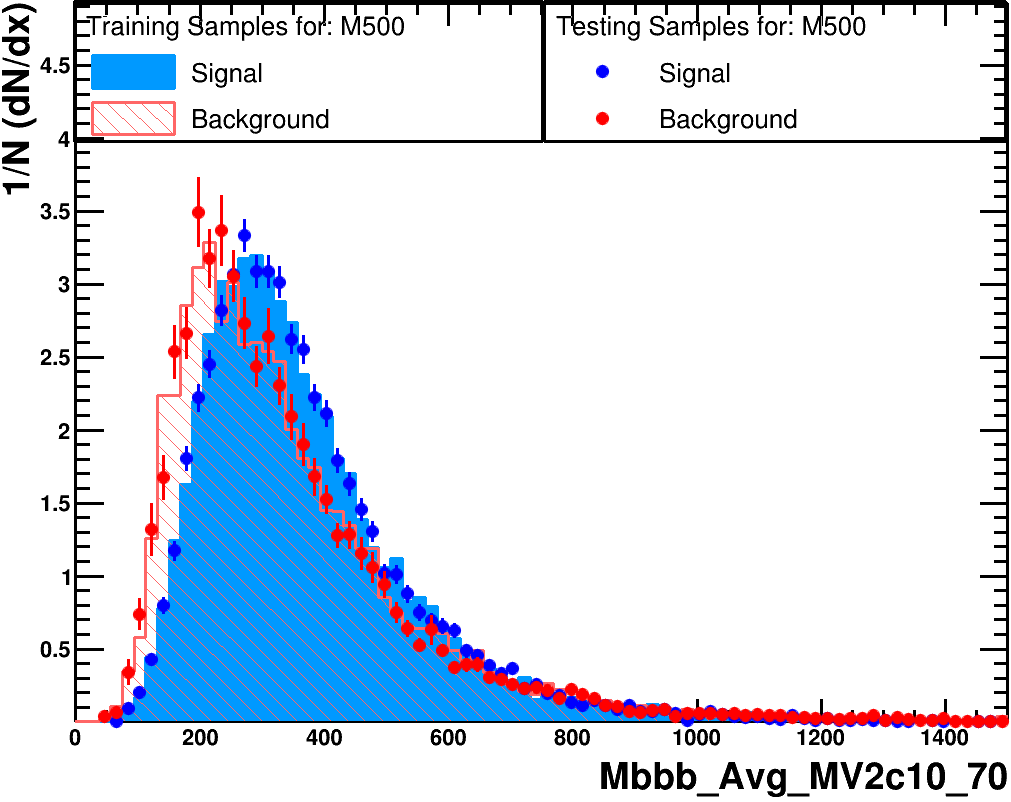 Training Samples for: M500
Signal
Background
Testing Samples for: M500
Signal
Background
1/N (dN/dx)
4.5
4
3.5
3
2.5
2
1.5
1
0.5
0 200 400 600 800 1000 1200 1400
Mbbb_Avg_MV2c10_70